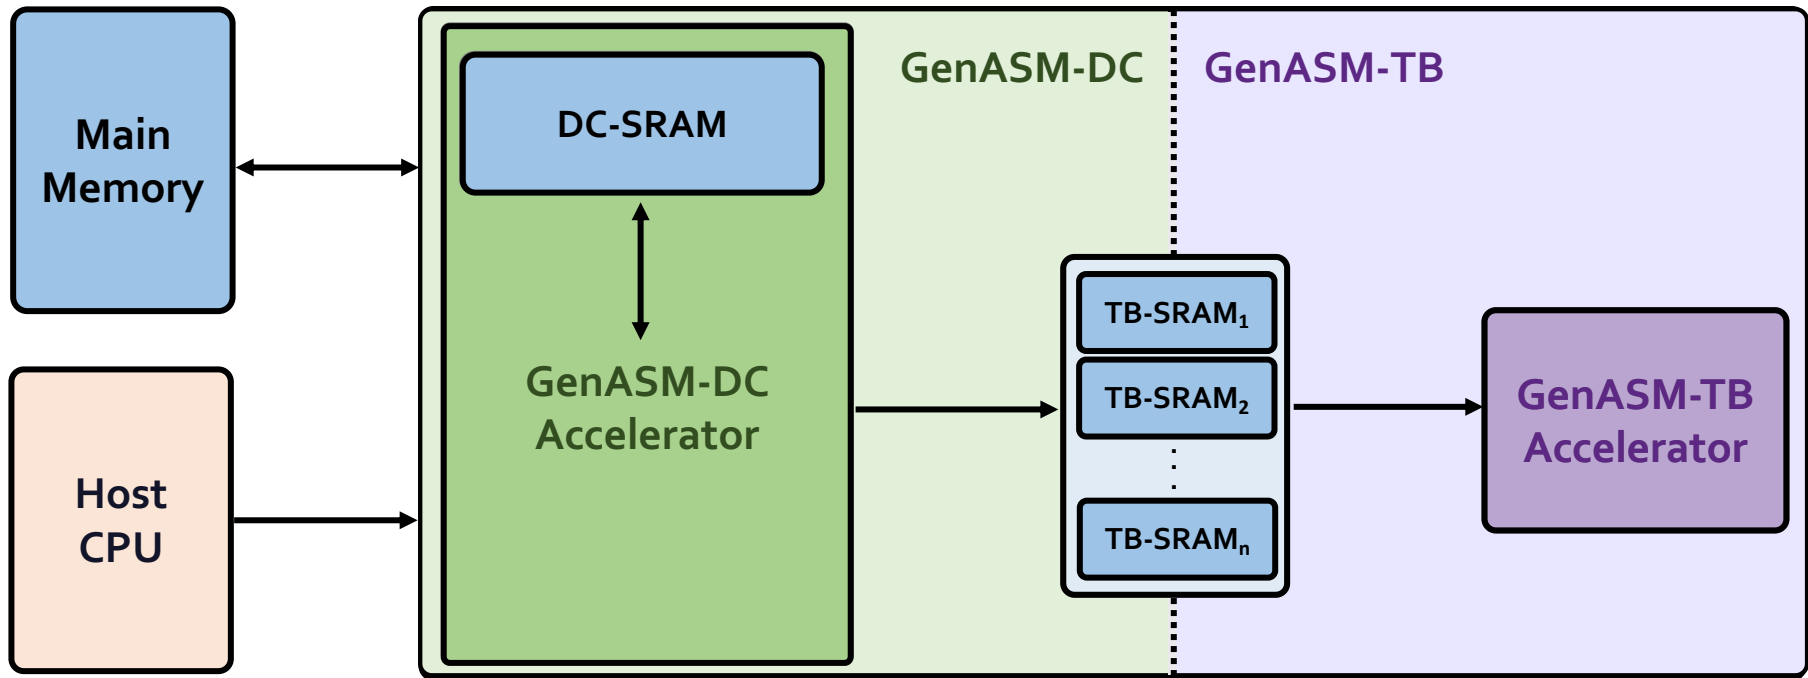 Main
Memory
Host
CPU
DC-SRAM
GenASM-DC
Accelerator
GenASM-DC
GenASM-TB
TB-SRAM₁
TB-SRAM₂
⋮
TB-SRAMₙ
GenASM-TB
Accelerator